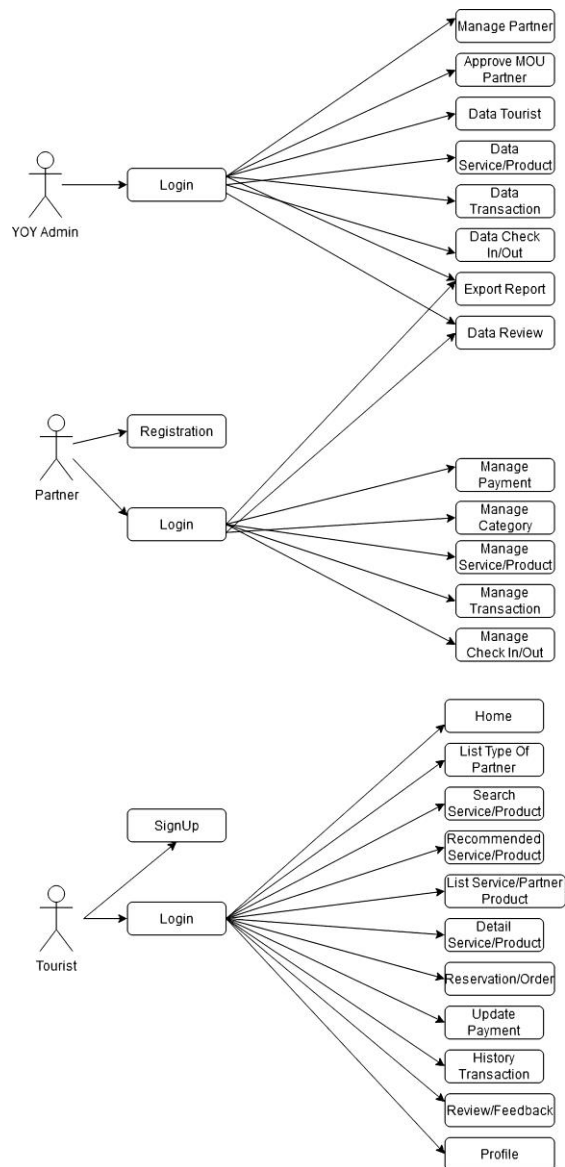 Manage Partner
Approve MOU
Partner
Data Tourist
Data
Service/Product
Login
Data
Transaction
YOY Admin
Data Check
In/Out
Export Report
Data Review
Registration
Partner
Manage
Payment
Login
Manage
Category
Manage
Service/Product
Manage
Transaction
Manage
Check In/Out
Home
List Type Of
Partner
SignUp
Search
Service/Product
Recommended
Service/Product
List Service/Partner
Product
Login
Tourist
Detail
Service/Product
Reservation/Order
Update
Payment
History
Transaction
Review/Feedback
Profile